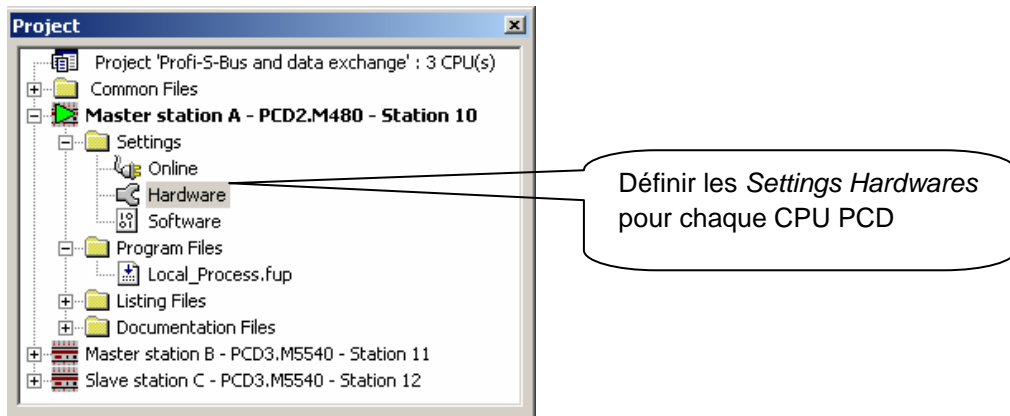 Project
Project 'Profi-S-Bus and data exchange' : 3 CPU(s)
Common Files
Master station A - PCD2.M480 - Station 10
Settings
Online
Hardware
Software
Program Files
Local_Process.fup
Listing Files
Documentation Files
Master station B - PCD3.M5540 - Station 11
Slave station C - PCD3.M5540 - Station 12
Définir les Settings Hardwares
pour chaque CPU PCD